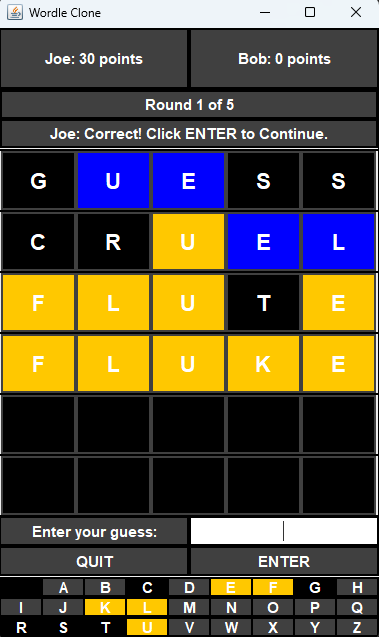 Wordle Clone
Joe: 30 points Bob: 0 points
Round 1 of 5
Joe: Correct! Click ENTER to Continue.
G U E S S
C R U E L
F L U T E
F L U K E
Enter your guess:
QUIT ENTER
A B C D E F G H
I J K L M N O P Q
R S T U V W X Y Z